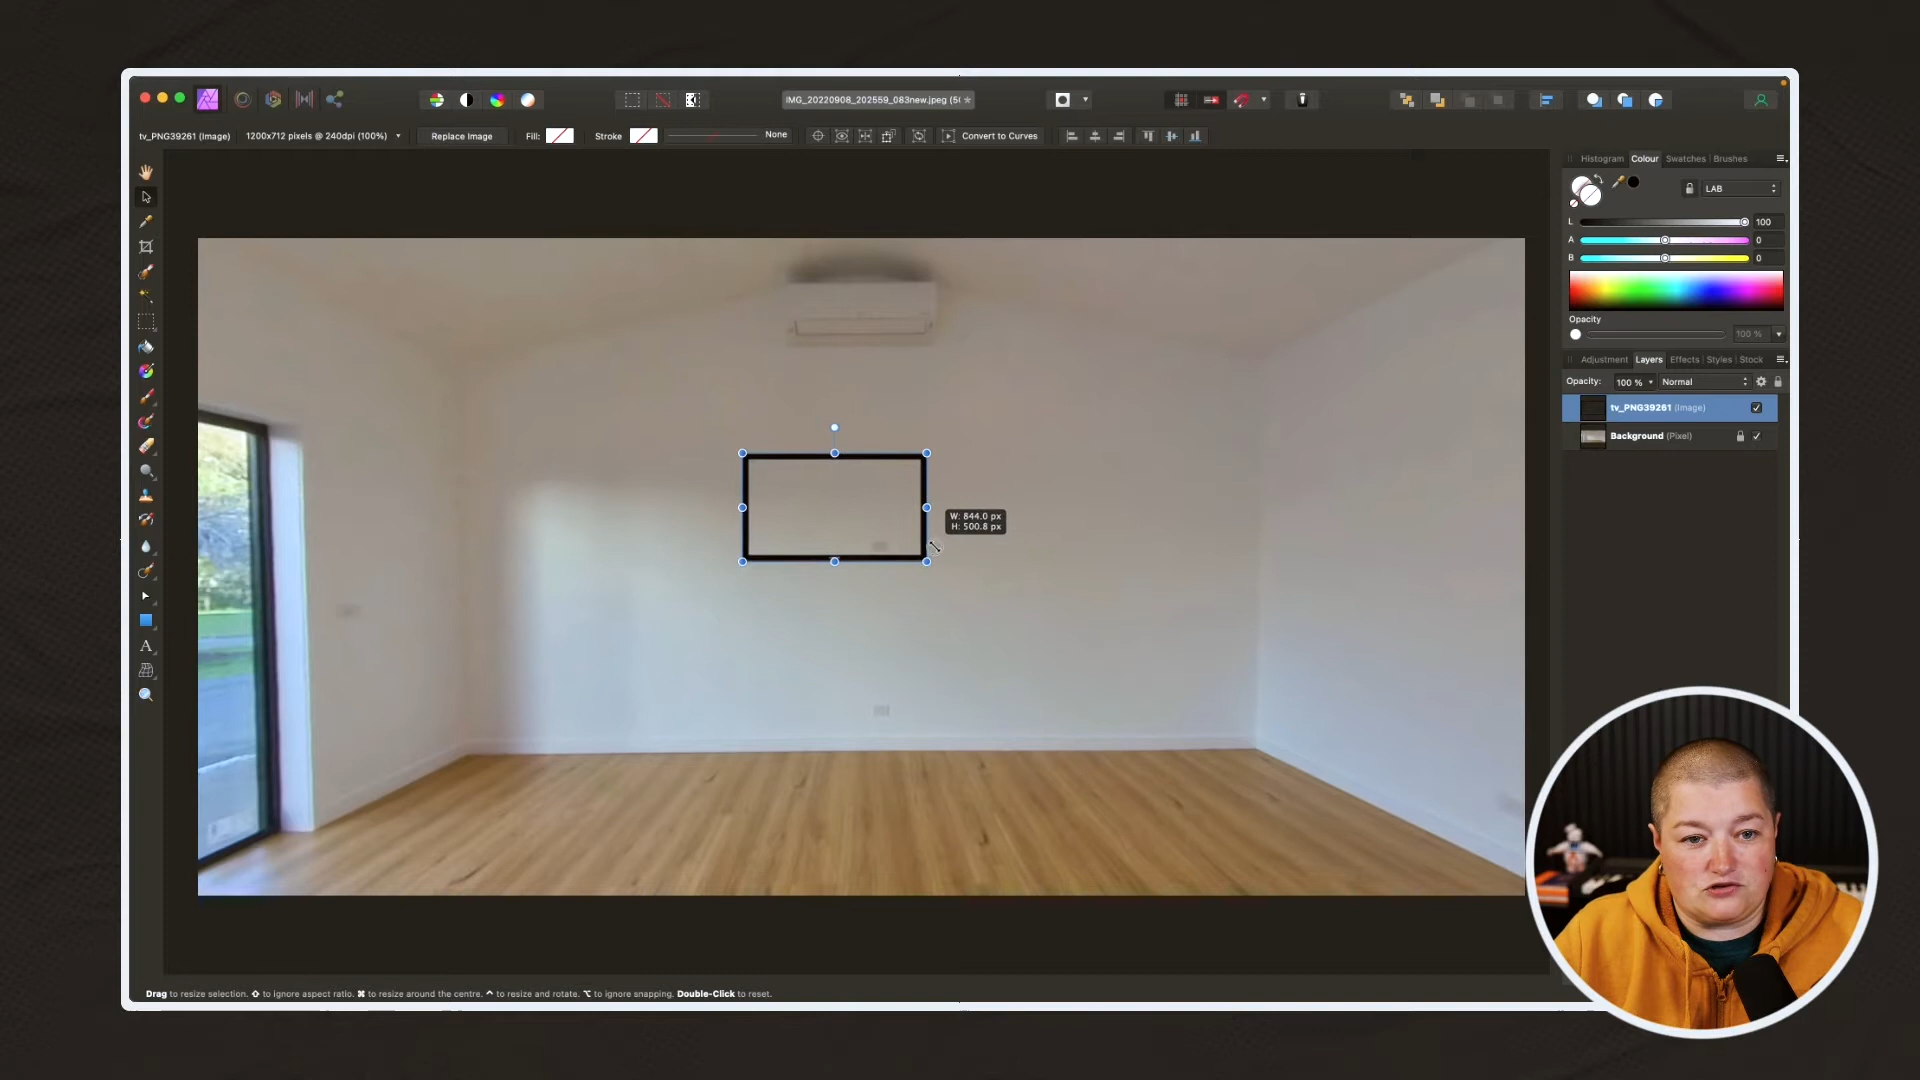 IMG_20220908_202559_083new.jpeg (5(
tv_PNG39261 (Image)
1200x712 pixels @ 240dpi (100%)
Replace Image
Fill:
Stroke
None
Convert to Curves
Histogram Colour Swatches Brushes
LAB
L 100
A 0
B 0
Opacity
100 %
Adjustment Layers Effects Styles Stock
Opacity: 100 % Normal
tv_PNG39261 (Image)
Background (Pixel)
W: 844.0 px
H: 500.8 px
A
Drag to resize selection. ⇧ to ignore aspect ratio. ⌘ to resize around the centre. ^ to resize and rotate. ⌥ to ignore snapping. Double-Click to reset.